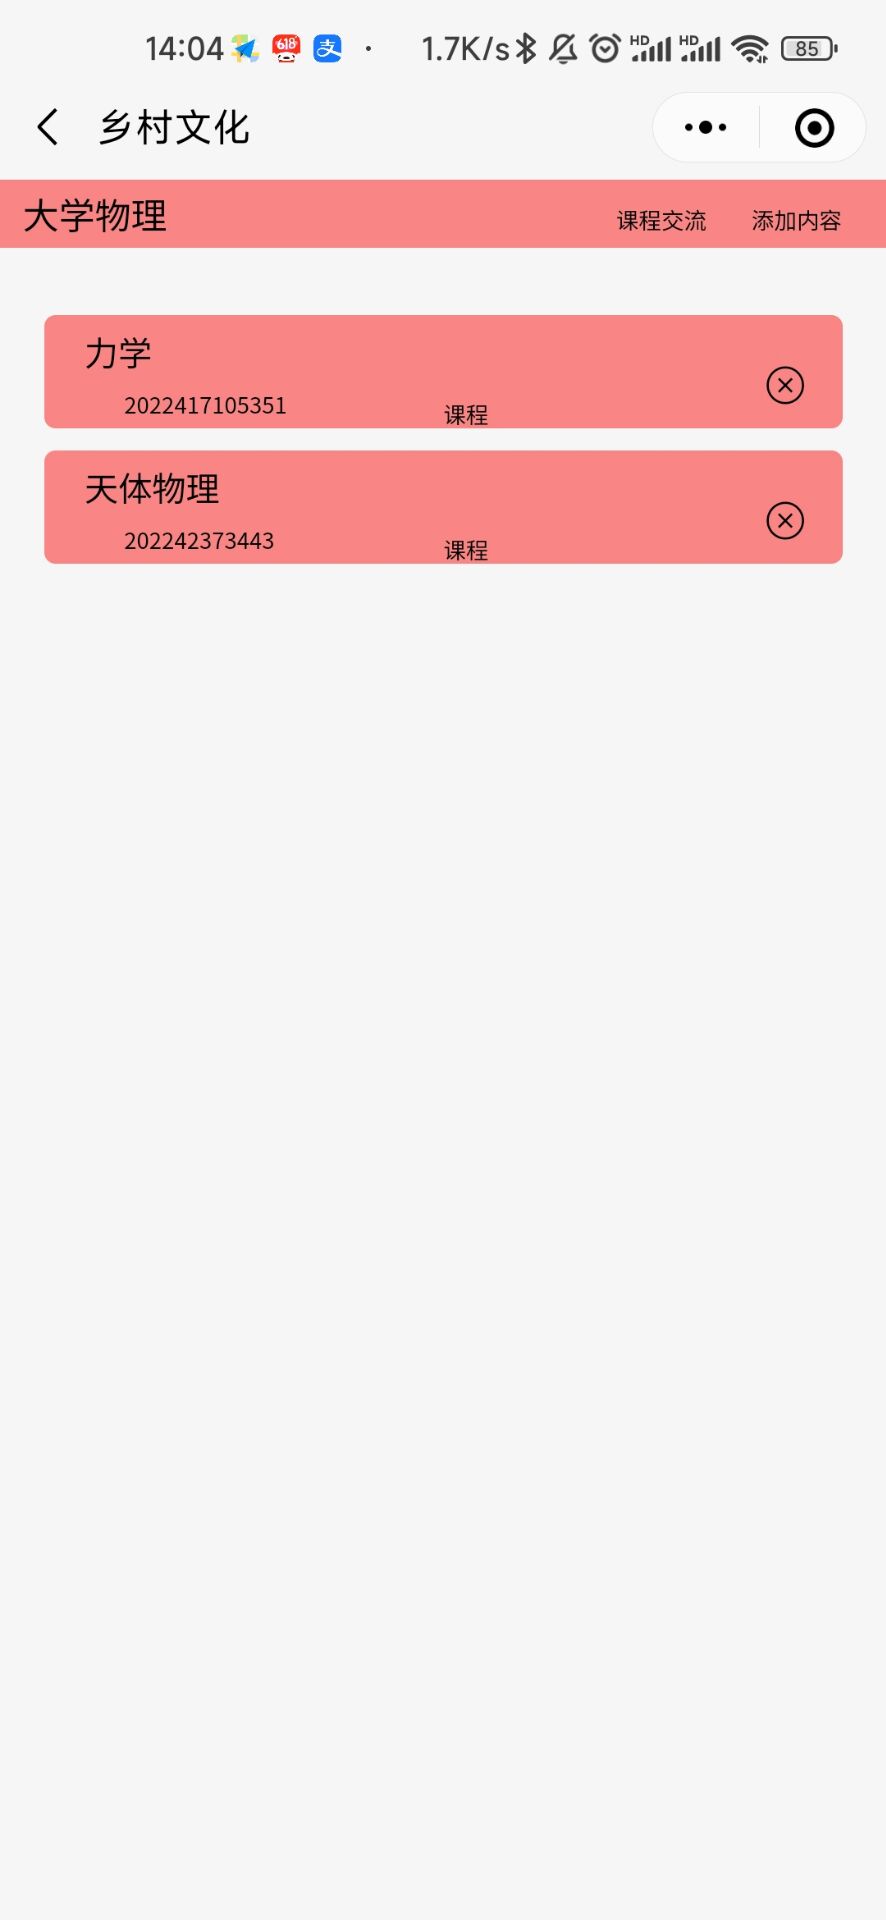 14:04 618 支 · 1.7K/s HD HD 85
乡村文化
大学物理 课程交流 添加内容
力学
2022417105351 课程
天体物理
202242373443 课程